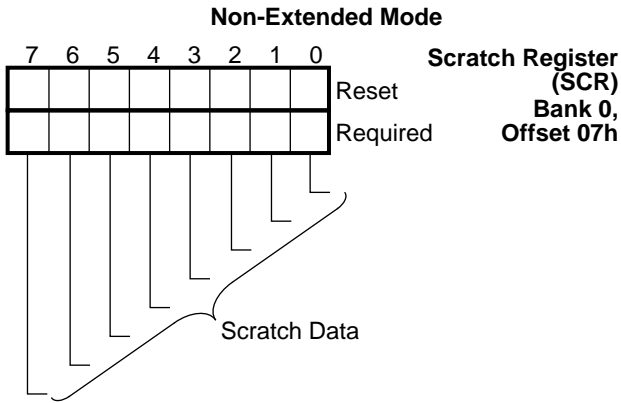 Non-Extended Mode
7 6 5 4 3 2 1 0
Reset
Required
Scratch Register
(SCR)
Bank 0,
Offset 07h
Scratch Data